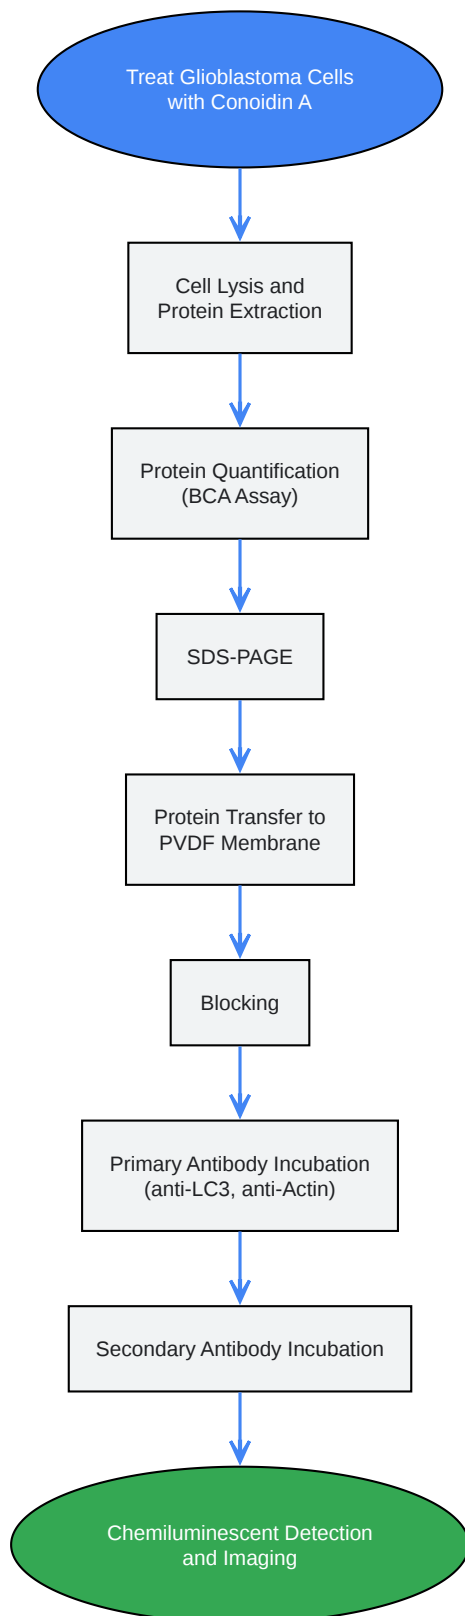 Treat Glioblastoma Cells
with Conoidin A
Cell Lysis and
Protein Extraction
Protein Quantification
(BCA Assay)
SDS-PAGE
Protein Transfer to
PVDF Membrane
Blocking
Primary Antibody Incubation
(anti-LC3, anti-Actin)
Secondary Antibody Incubation
Chemiluminescent Detection
and Imaging